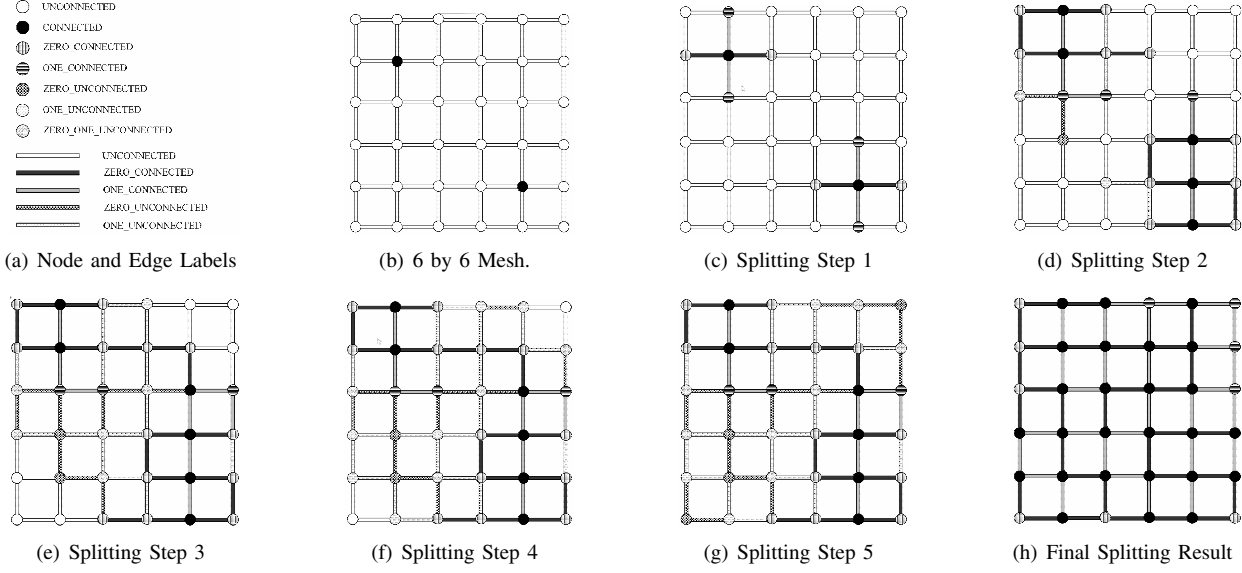 UNCONNECTED
CONNECTED
ZERO_CONNECTED
ONE_CONNECTED
ZERO_UNCONNECTED
ONE_UNCONNECTED
ZERO_ONE_UNCONNECTED
UNCONNECTED
ZERO_CONNECTED
ONE_CONNECTED
ZERO_UNCONNECTED
ONE_UNCONNECTED
(a) Node and Edge Labels
(b) 6 by 6 Mesh.
(c) Splitting Step 1
(d) Splitting Step 2
(e) Splitting Step 3
(f) Splitting Step 4
(g) Splitting Step 5
(h) Final Splitting Result